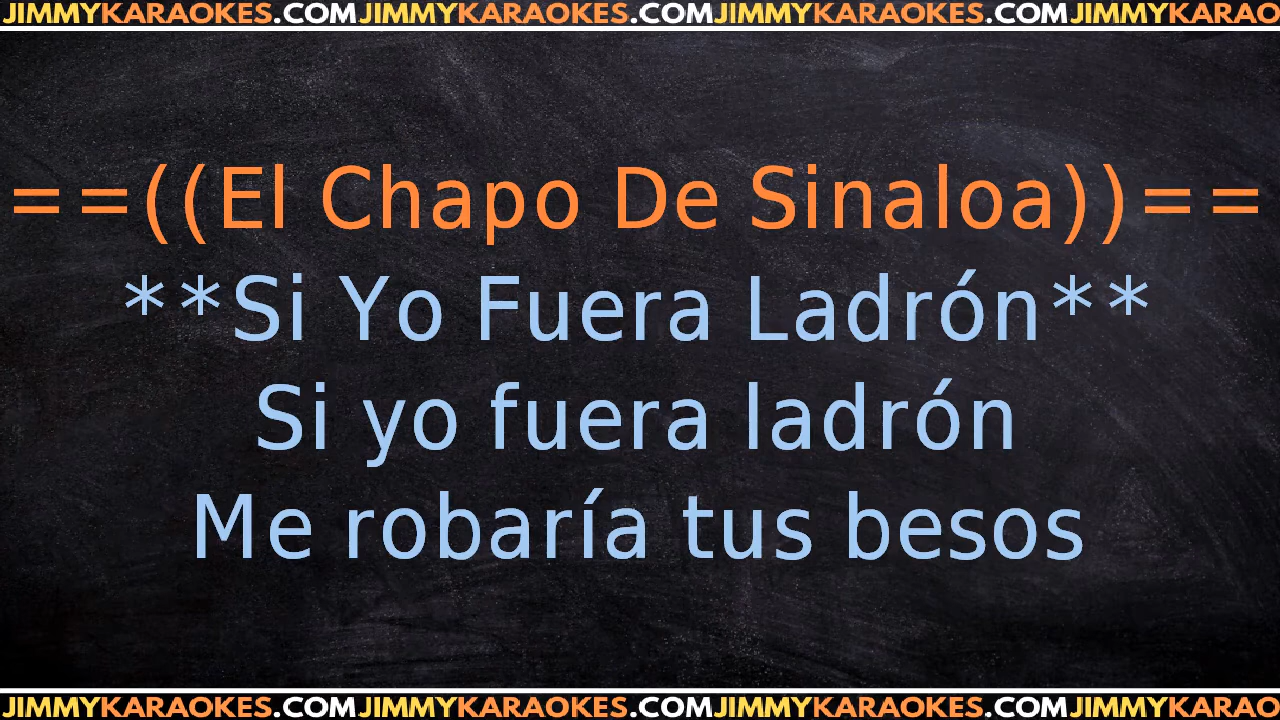 JIMMYKARAOKES.COMJIMMYKARAOKES.COMJIMMYKARAOKES.COMJIMMYKARAO
==((El Chapo De Sinaloa))==
**Si Yo Fuera Ladrón**
Si yo fuera ladrón
Me robaría tus besos
JIMMYKARAOKES.COMJIMMYKARAOKES.COMJIMMYKARAOKES.COMJIMMYKARAO